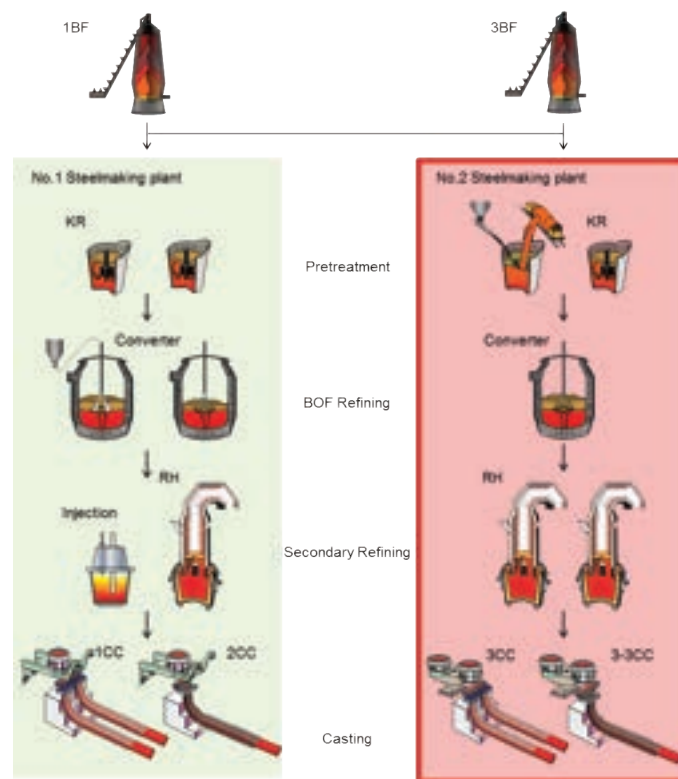 1BF
3BF
No.1 Steelmaking plant
No.2 Steelmaking plant
KR
KR
Pretreatment
Converter
Converter
BOF Refining
RH
RH
Injection
Secondary Refining
1CC
2CC
3CC
3-3CC
Casting